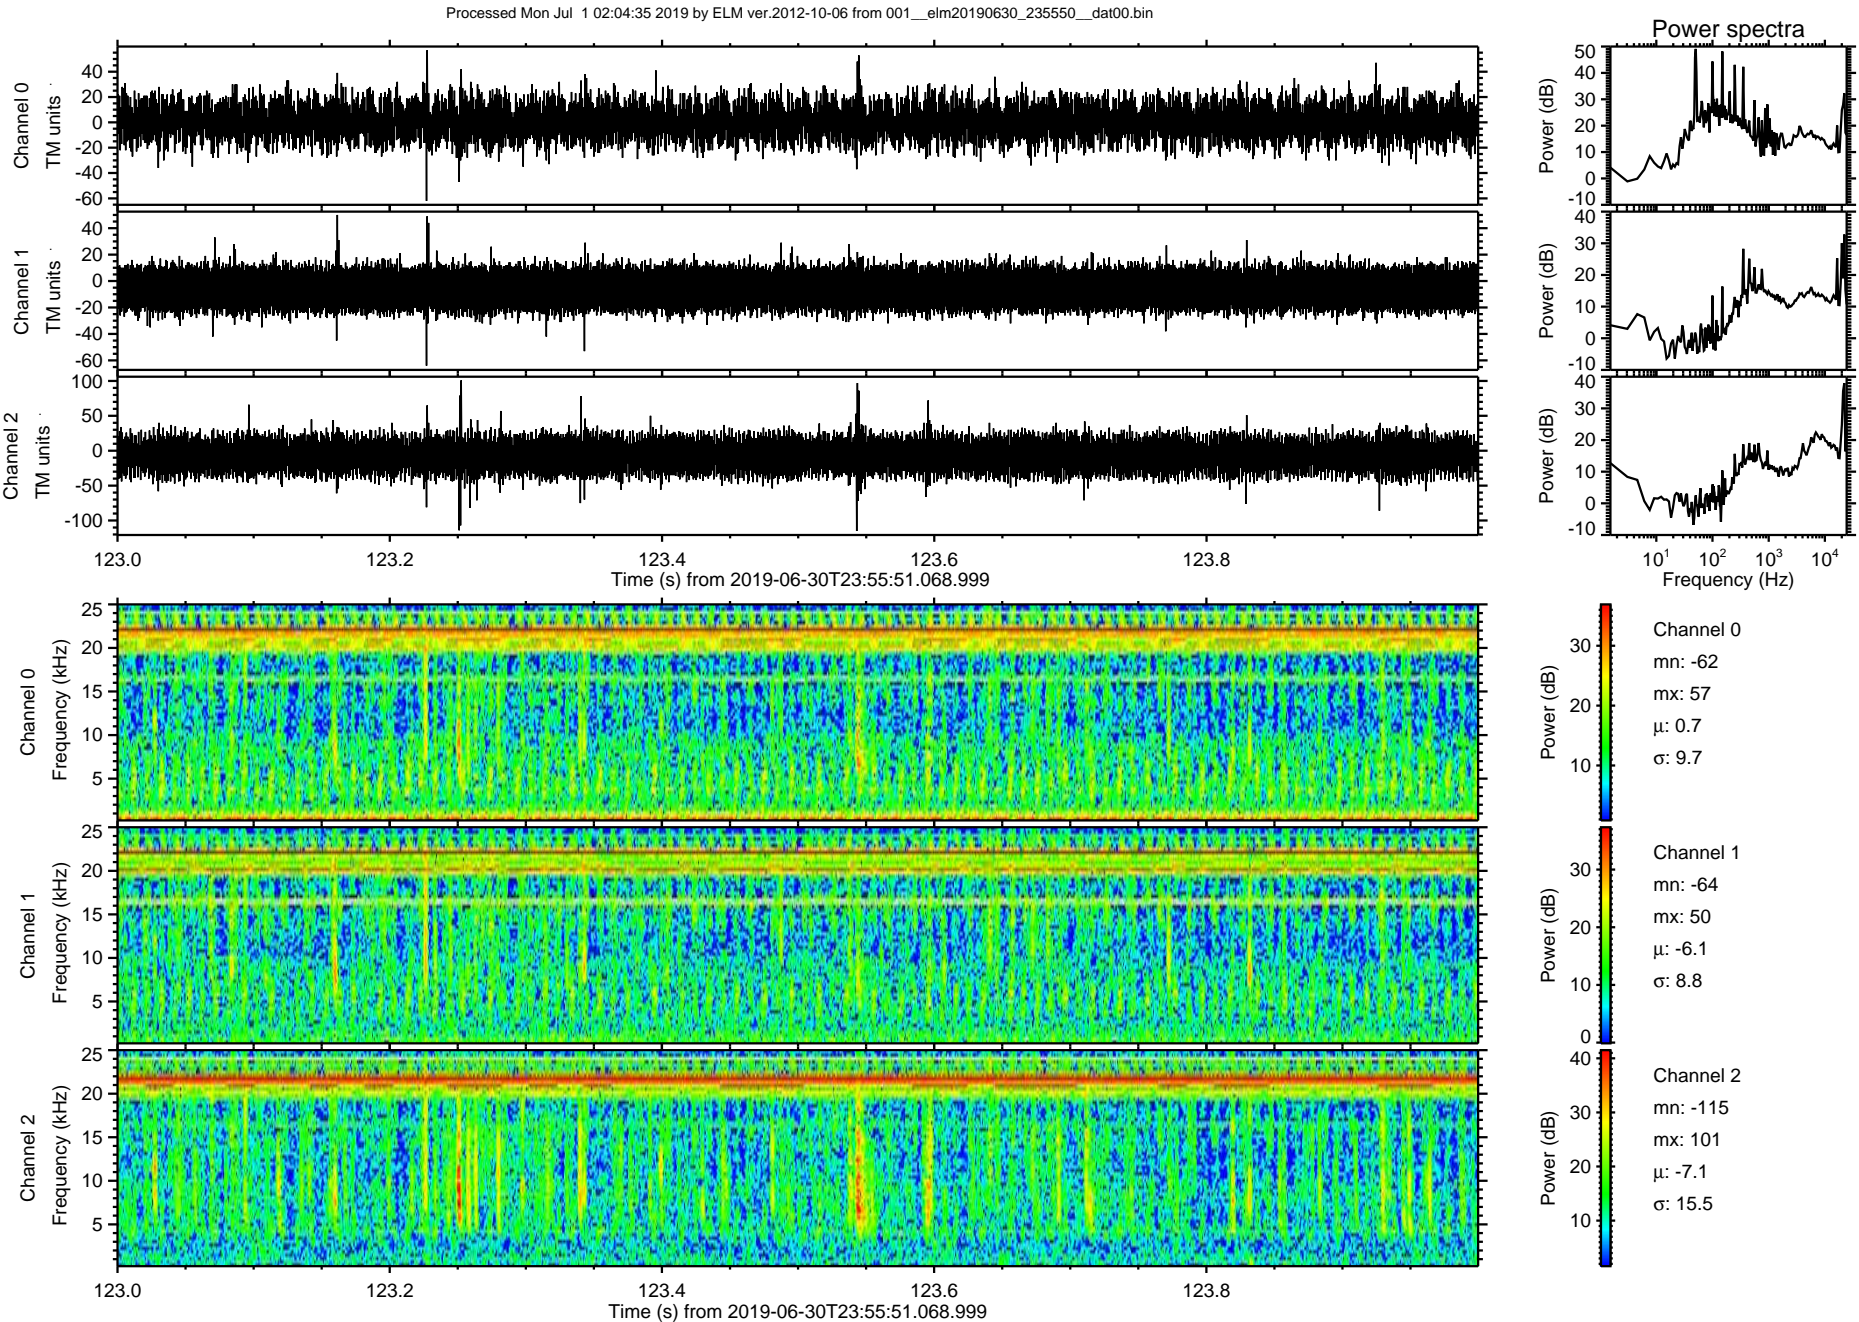 Processed Mon Jul  1 02:04:35 2019 by ELM ver.2012-10-06 from 001__elm20190630_235550__dat00.bin
Power spectra
Channel 0
TM units
40
20
0
-20
-40
-60
Power (dB)
50
40
30
20
10
0
-10
Channel 1
TM units
40
20
0
-20
-40
-60
Power (dB)
40
30
20
10
0
-10
Channel 2
TM units
100
50
0
-50
-100
Power (dB)
40
30
20
10
0
-10
123.0 123.2 123.4 123.6 123.8
Time (s) from 2019-06-30T23:55:51.068.999
10^1 10^2 10^3 10^4
Frequency (Hz)
Channel 0
Frequency (kHz)
25
20
15
10
5
Power (dB)
30
20
10
Channel 0
mn: -62
mx: 57
μ: 0.7
σ: 9.7
Channel 1
Frequency (kHz)
25
20
15
10
5
Power (dB)
30
20
10
0
Channel 1
mn: -64
mx: 50
μ: -6.1
σ: 8.8
Channel 2
Frequency (kHz)
25
20
15
10
5
Power (dB)
40
30
20
10
Channel 2
mn: -115
mx: 101
μ: -7.1
σ: 15.5
123.0 123.2 123.4 123.6 123.8
Time (s) from 2019-06-30T23:55:51.068.999